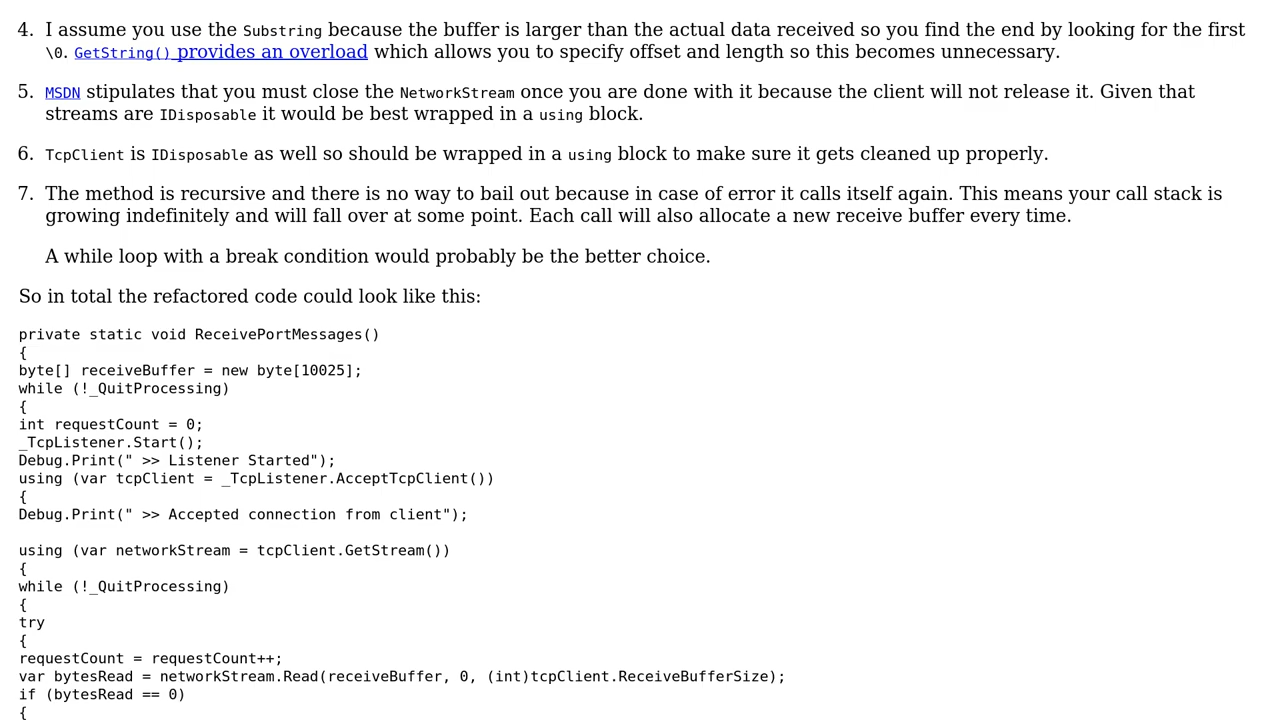 4. I assume you use the Substring because the buffer is larger than the actual data received so you find the end by looking for the first
\0. GetString() provides an overload which allows you to specify offset and length so this becomes unnecessary.
5. MSDN stipulates that you must close the NetworkStream once you are done with it because the client will not release it. Given that
streams are IDisposable it would be best wrapped in a using block.
6. TcpClient is IDisposable as well so should be wrapped in a using block to make sure it gets cleaned up properly.
7. The method is recursive and there is no way to bail out because in case of error it calls itself again. This means your call stack is
growing indefinitely and will fall over at some point. Each call will also allocate a new receive buffer every time.
A while loop with a break condition would probably be the better choice.
So in total the refactored code could look like this:
private static void ReceivePortMessages()
{
byte[] receiveBuffer = new byte[10025];
while (!_QuitProcessing)
{
int requestCount = 0;
_TcpListener.Start();
Debug.Print(" >> Listener Started");
using (var tcpClient = _TcpListener.AcceptTcpClient())
{
Debug.Print(" >> Accepted connection from client");
using (var networkStream = tcpClient.GetStream())
{
while (!_QuitProcessing)
{
try
{
requestCount = requestCount++;
var bytesRead = networkStream.Read(receiveBuffer, 0, (int)tcpClient.ReceiveBufferSize);
if (bytesRead == 0)
{